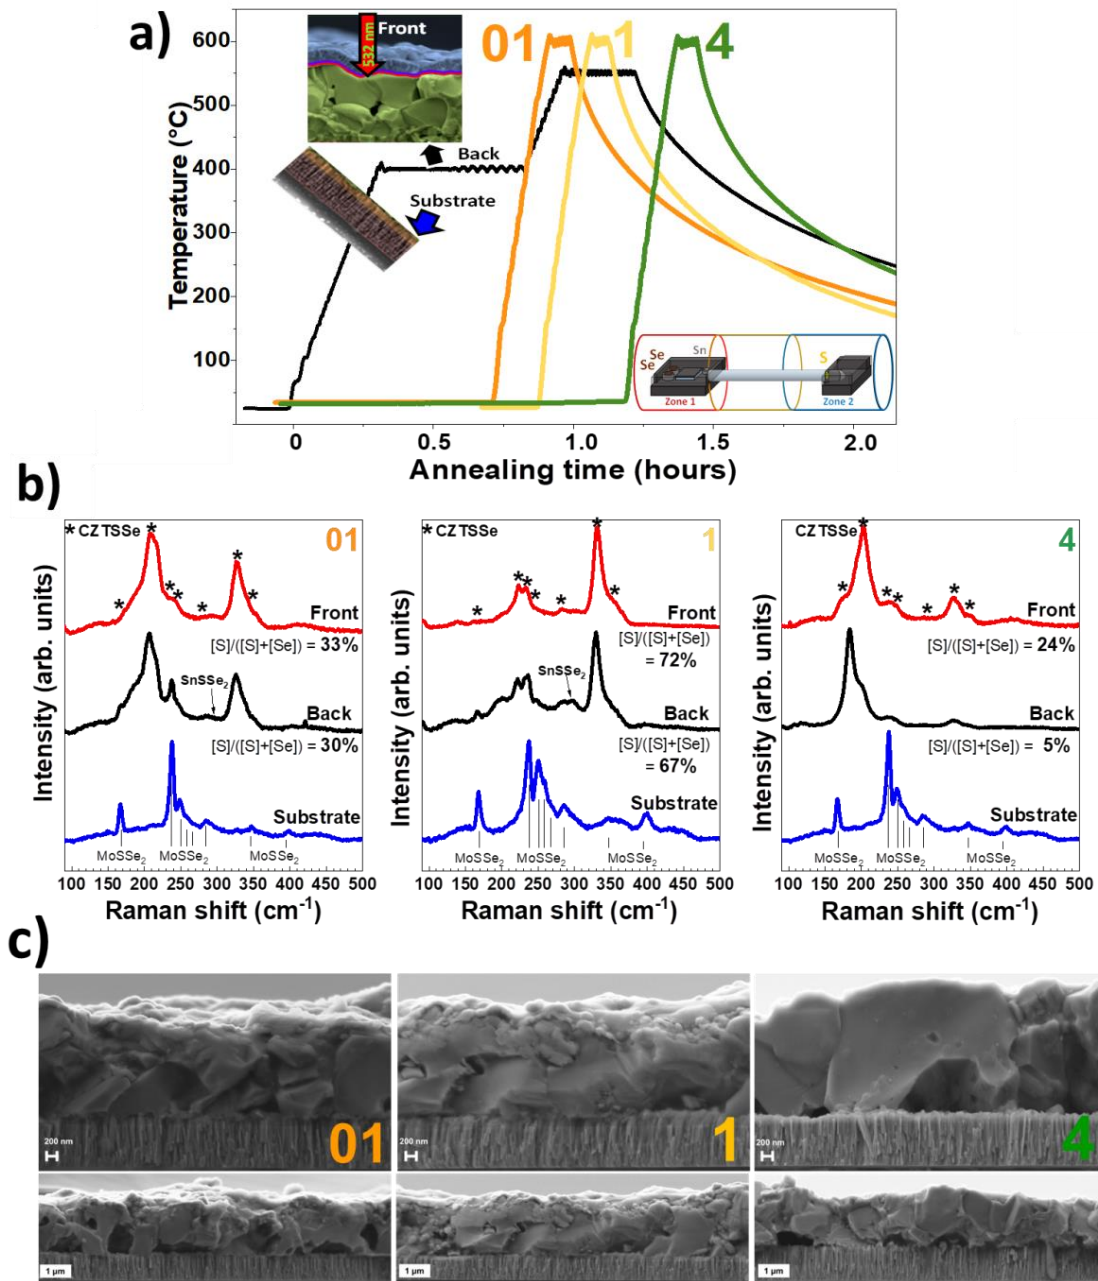 a)
Front
532 nm
Back
Substrate
01
1
4
600
500
400
300
200
100
Temperature (°C)
Se
Se
Sn
S
Zone 1
Zone 2
0
0.5
1.0
1.5
2.0
Annealing time (hours)
b)
* CZTSSe
01
Front
[S]/([S]+[Se]) = 33%
SnSSe2
Back
[S]/([S]+[Se]) = 30%
Substrate
MoSSe2 MoSSe2 MoSSe2
Intensity (arb. units)
100 150 200 250 300 350 400 450 500
Raman shift (cm-1)
* CZTSSe
1
Front
[S]/([S]+[Se])
= 72%
SnSSe2
Back
[S]/([S]+[Se])
= 67%
Substrate
MoSSe2 MoSSe2 MoSSe2
Intensity (arb. units)
100 150 200 250 300 350 400 450 500
Raman shift (cm-1)
CZTSSe *
4
Front
[S]/([S]+[Se]) = 24%
Back
[S]/([S]+[Se]) = 5%
Substrate
MoSSe2 MoSSe2 MoSSe2
Intensity (arb. units)
100 150 200 250 300 350 400 450 500
Raman shift (cm-1)
c)
200 nm
01
200 nm
1
200 nm
4
1 µm
1 µm
1 µm